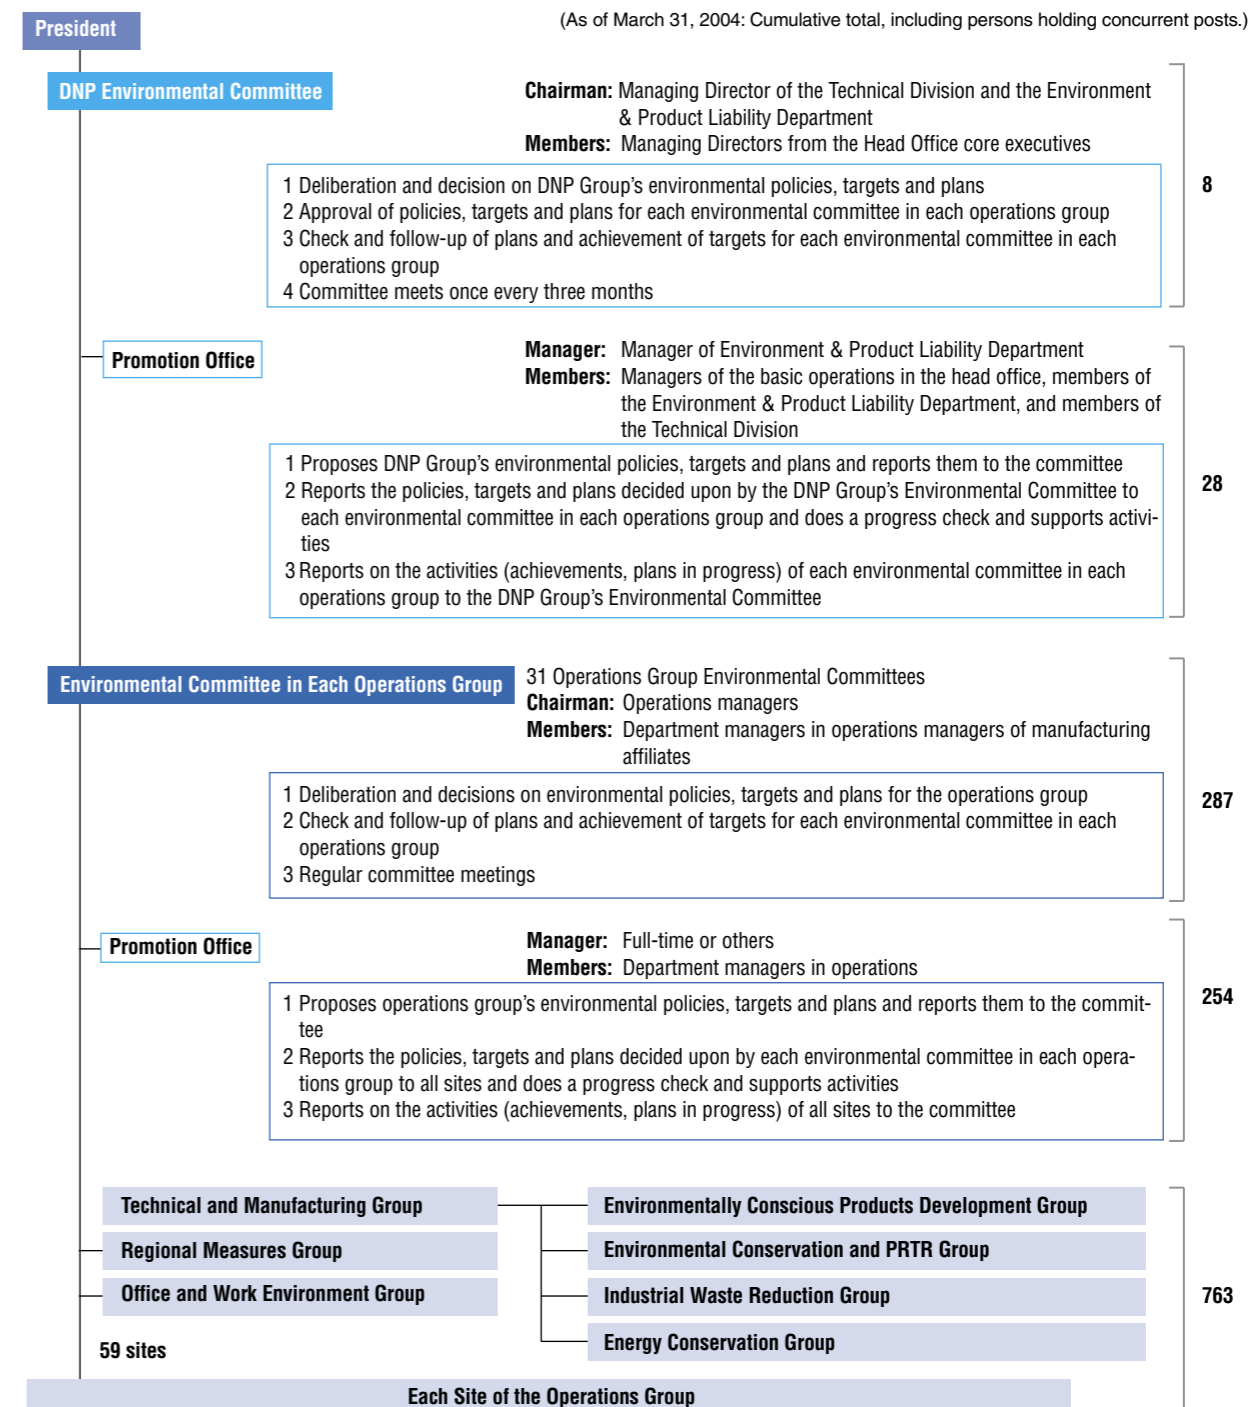 President
(As of March 31, 2004: Cumulative total, including persons holding concurrent posts.)
DNP Environmental Committee
Chairman: Managing Director of the Technical Division and the Environment
& Product Liability Department
Members: Managing Directors from the Head Office core executives
1 Deliberation and decision on DNP Group’s environmental policies, targets and plans
2 Approval of policies, targets and plans for each environmental committee in each operations group
3 Check and follow-up of plans and achievement of targets for each environmental committee in each
operations group
4 Committee meets once every three months
8
Promotion Office
Manager: Manager of Environment & Product Liability Department
Members: Managers of the basic operations in the head office, members of
the Environment & Product Liability Department, and members of
the Technical Division
1 Proposes DNP Group’s environmental policies, targets and plans and reports them to the committee
2 Reports the policies, targets and plans decided upon by the DNP Group’s Environmental Committee to
each environmental committee in each operations group and does a progress check and supports activi-
ties
3 Reports on the activities (achievements, plans in progress) of each environmental committee in each
operations group to the DNP Group’s Environmental Committee
28
Environmental Committee in Each Operations Group
31 Operations Group Environmental Committees
Chairman: Operations managers
Members: Department managers in operations managers of manufacturing
affiliates
1 Deliberation and decisions on environmental policies, targets and plans for the operations group
2 Check and follow-up of plans and achievement of targets for each environmental committee in each
operations group
3 Regular committee meetings
287
Promotion Office
Manager: Full-time or others
Members: Department managers in operations
1 Proposes operations group’s environmental policies, targets and plans and reports them to the commit-
tee
2 Reports the policies, targets and plans decided upon by each environmental committee in each opera-
tions group to all sites and does a progress check and supports activities
3 Reports on the activities (achievements, plans in progress) of all sites to the committee
254
Technical and Manufacturing Group
Regional Measures Group
Office and Work Environment Group
Environmentally Conscious Products Development Group
Environmental Conservation and PRTR Group
Industrial Waste Reduction Group
Energy Conservation Group
763
59 sites
Each Site of the Operations Group